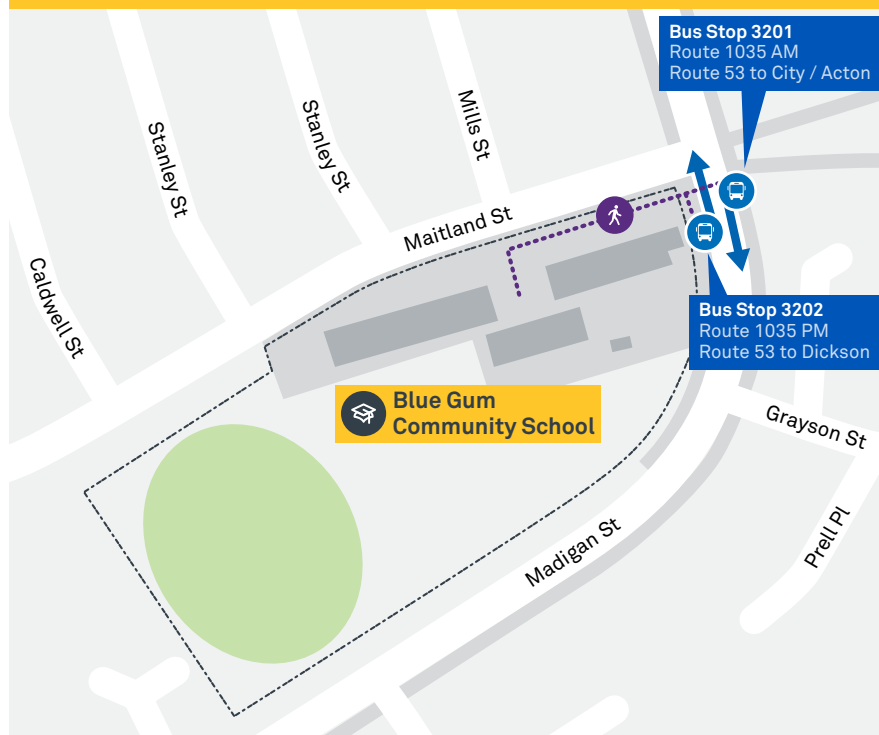 Bus Stop 3201
Route 1035 AM
Route 53 to City / Acton
Stanley St
Stanley St
Mills St
Maitland St
Caldwell St
Bus Stop 3202
Route 1035 PM
Route 53 to Dickson
Blue Gum
Community School
Grayson St
Madigan St
Prell Pl